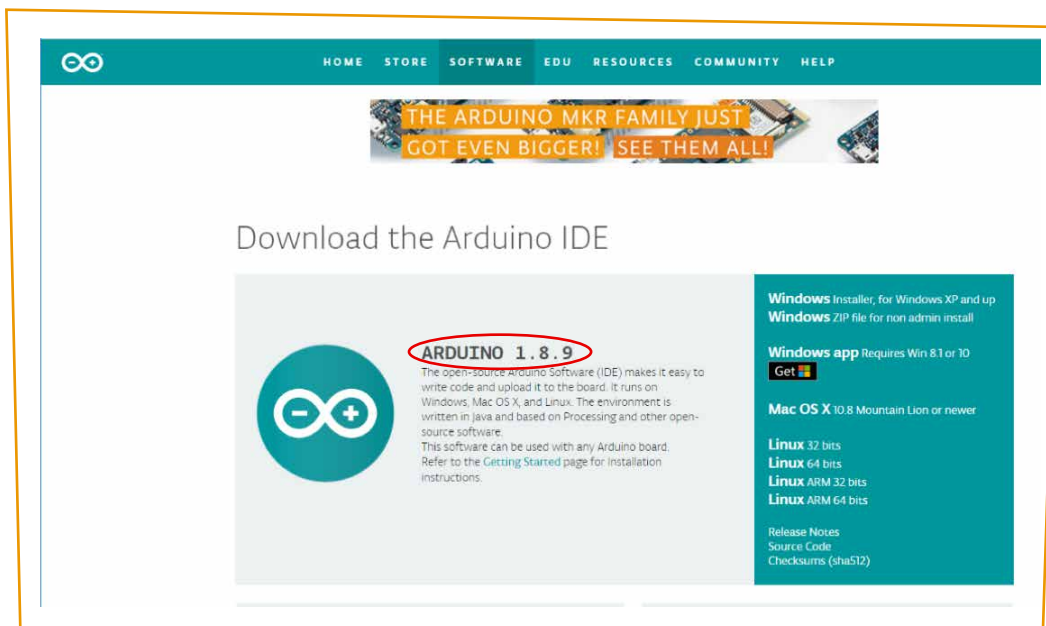 HOME STORE SOFTWARE EDU RESOURCES COMMUNITY HELP
THE ARDUINO MKR FAMILY JUST
GOT EVEN BIGGER! SEE THEM ALL!
Download the Arduino IDE
ARDUINO 1.8.9
The open-source Arduino Software (IDE) makes it easy to
write code and upload it to the board. It runs on
Windows, Mac OS X, and Linux. The environment is
written in Java and based on Processing and other open-
source software.
This software can be used with any Arduino board.
Refer to the Getting Started page for Installation
instructions.
Windows Installer, for Windows XP and up
Windows ZIP file for non admin install
Windows app Requires Win 8.1 or 10
Get
Mac OS X 10.8 Mountain Lion or newer
Linux 32 bits
Linux 64 bits
Linux ARM 32 bits
Linux ARM 64 bits
Release Notes
Source Code
Checksums (sha512)